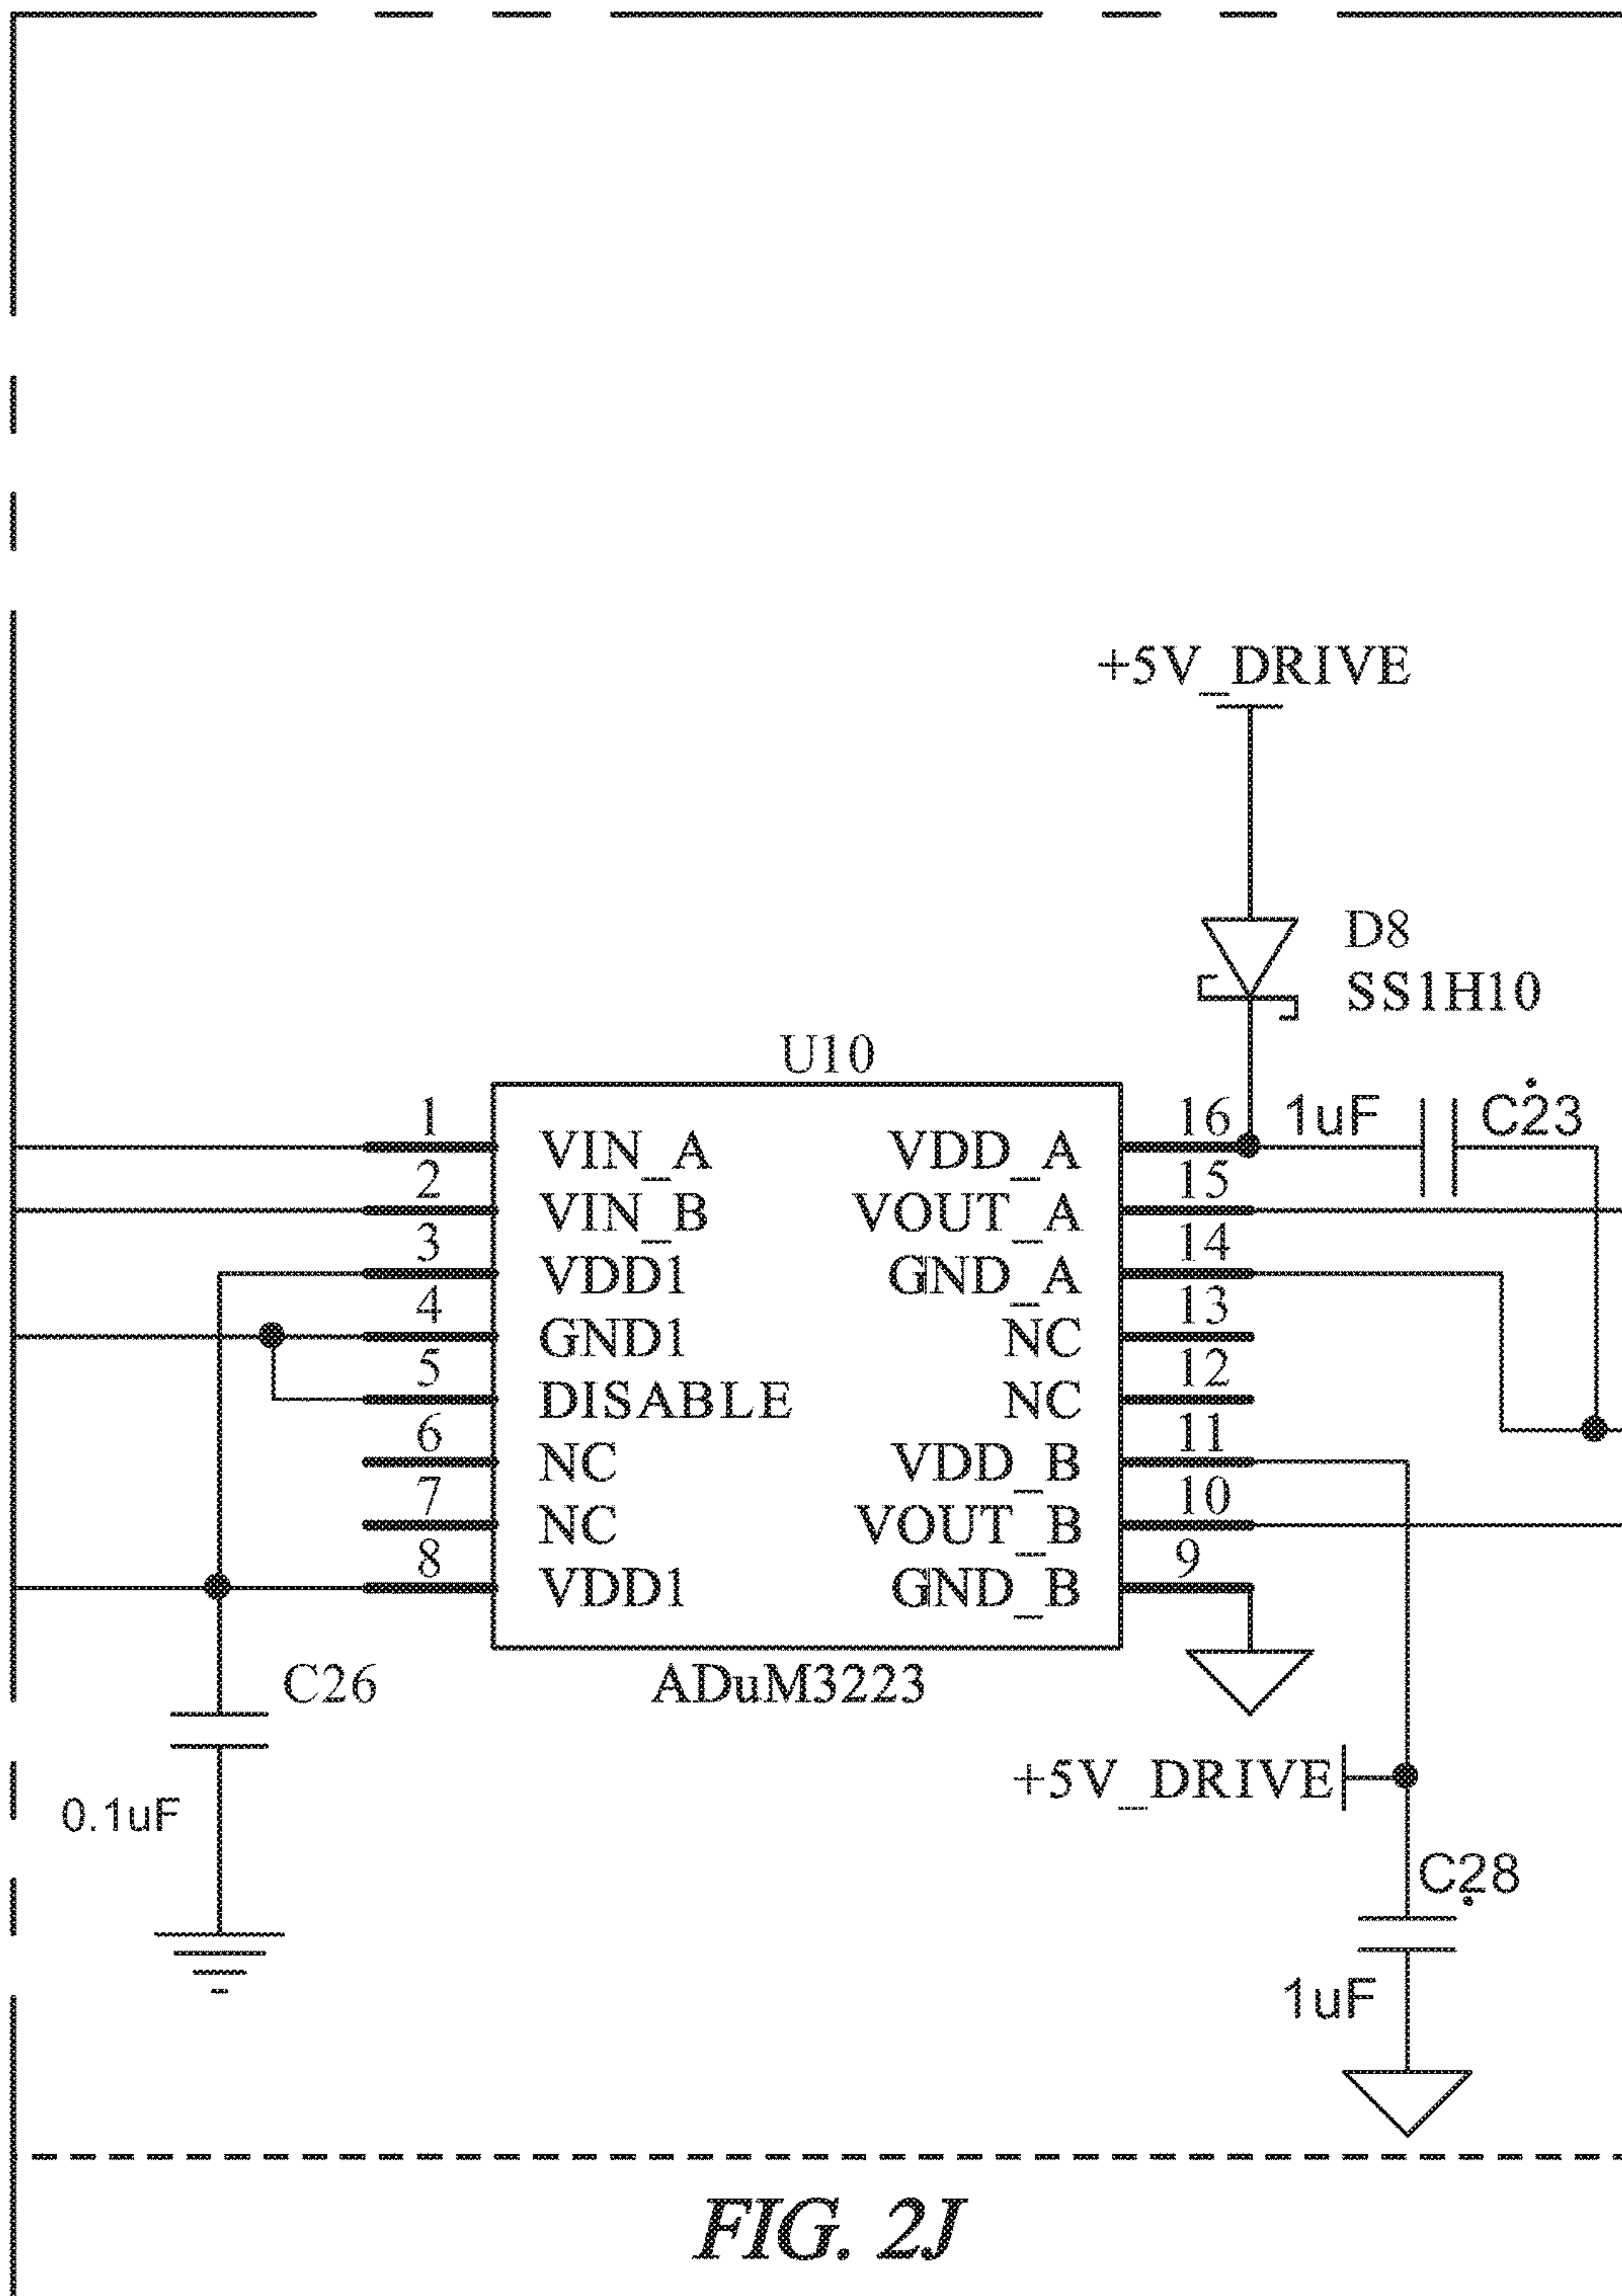 +5V_DRIVE
D8
SS1H10
U10
1 VIN_A VDD_A 16 1uF C23
2 VIN_B VOUT_A 15
3 VDD1 GND_A 14
4 GND1 NC 13
5 DISABLE NC 12
6 NC VDD_B 11
7 NC VOUT_B 10
8 VDD1 GND_B 9
C26
ADuM3223
+5V_DRIVE
0.1uF
C28
1uF
FIG. 2J